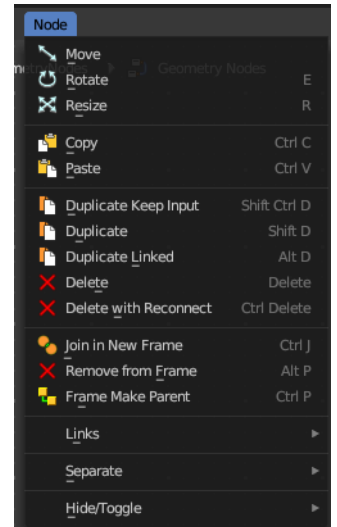 Node
Move
metryNodes Geometry Nodes
Rotate E
Resize R
Copy Ctrl C
Paste Ctrl V
Duplicate Keep Input Shift Ctrl D
Duplicate Shift D
Duplicate Linked Alt D
Delete Delete
Delete with Reconnect Ctrl Delete
Join in New Frame Ctrl J
Remove from Frame Alt P
Frame Make Parent Ctrl P
Links
Separate
Hide/Toggle